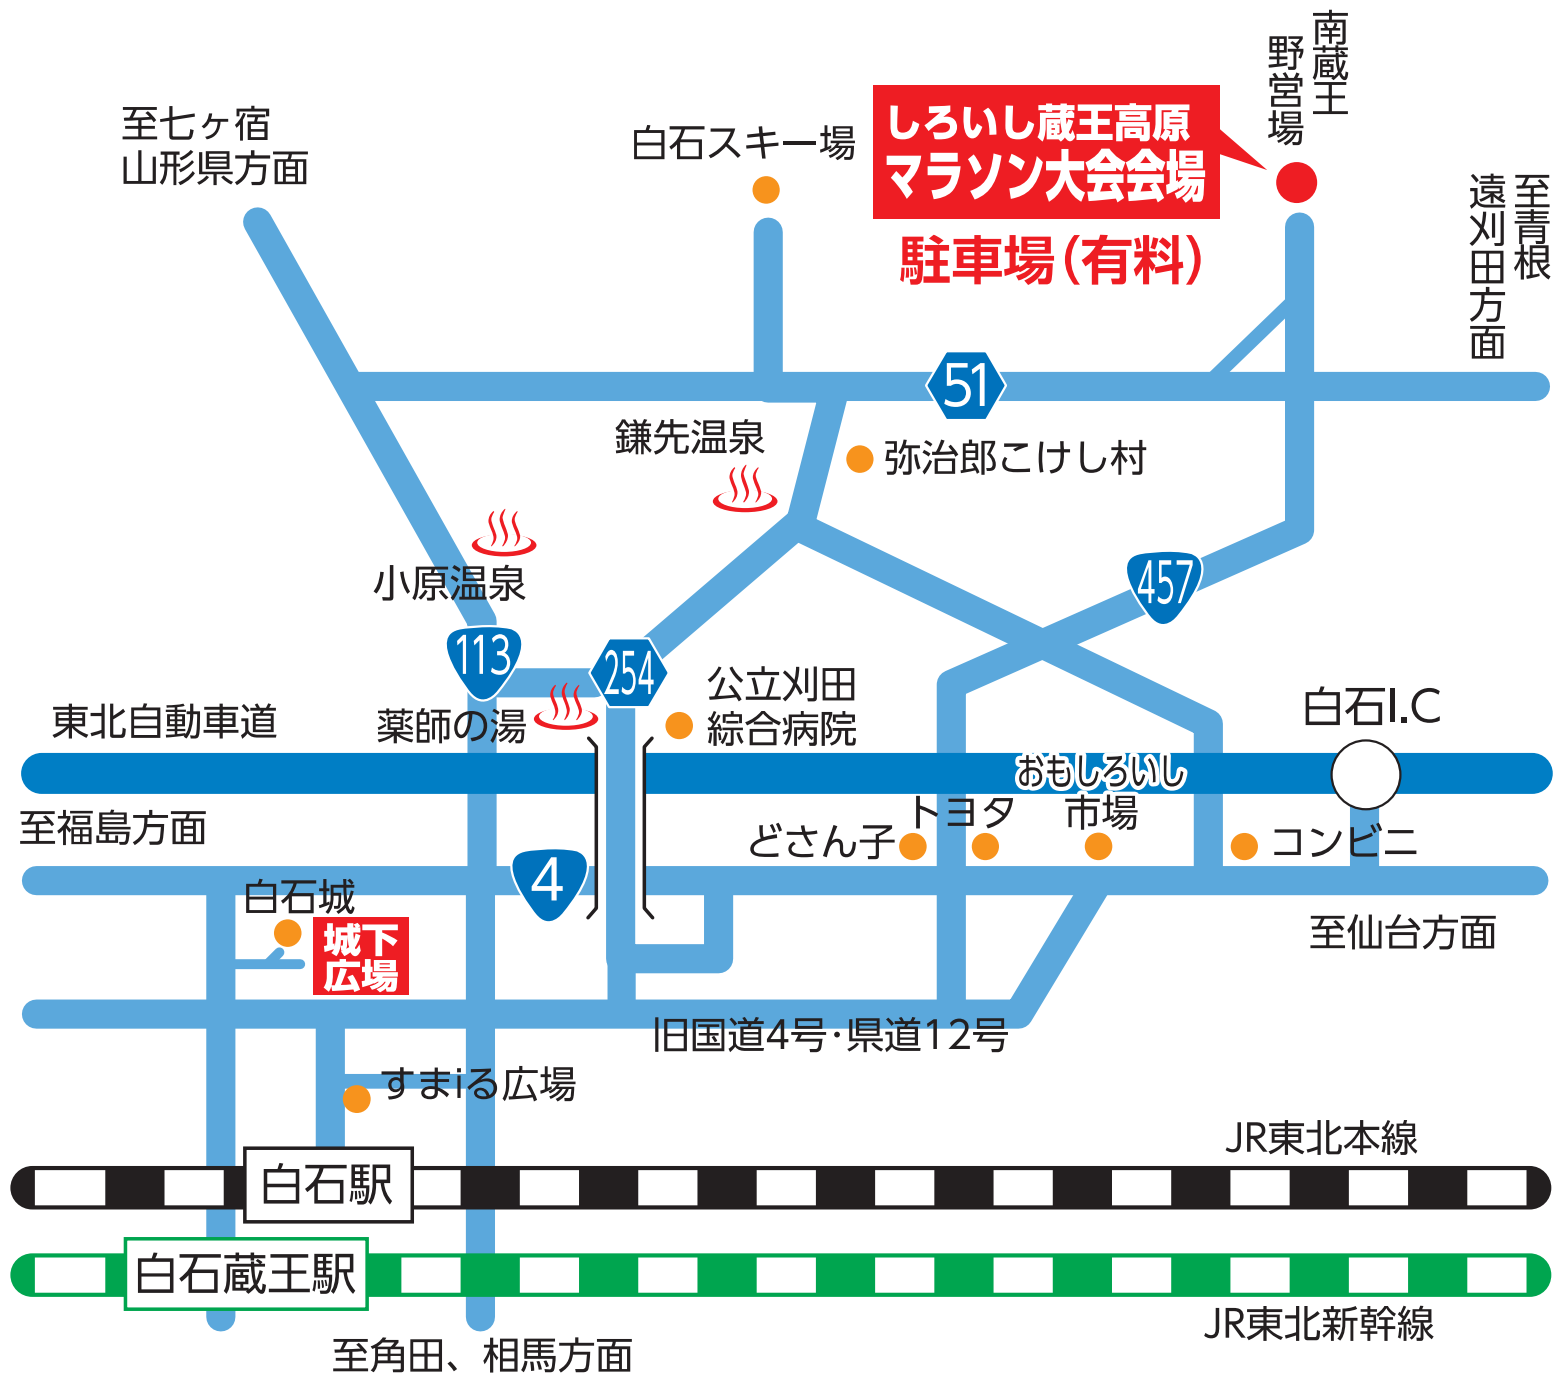 南蔵王
野営場
しろいし蔵王高原
マラソン大会会場
駐車場(有料)
至七ヶ宿
山形県方面
白石スキー場
至青根
遠刈田方面
51
鎌先温泉
弥治郎こけし村
小原温泉
457
113
254
公立刈田
綜合病院
薬師の湯
東北自動車道
白石I.C
おもしろいし
市場
トヨタ
どさん子
コンビニ
至福島方面
4
白石城
城下
広場
至仙台方面
旧国道4号・県道12号
すまiる広場
JR東北本線
白石駅
白石蔵王駅
JR東北新幹線
至角田、相馬方面